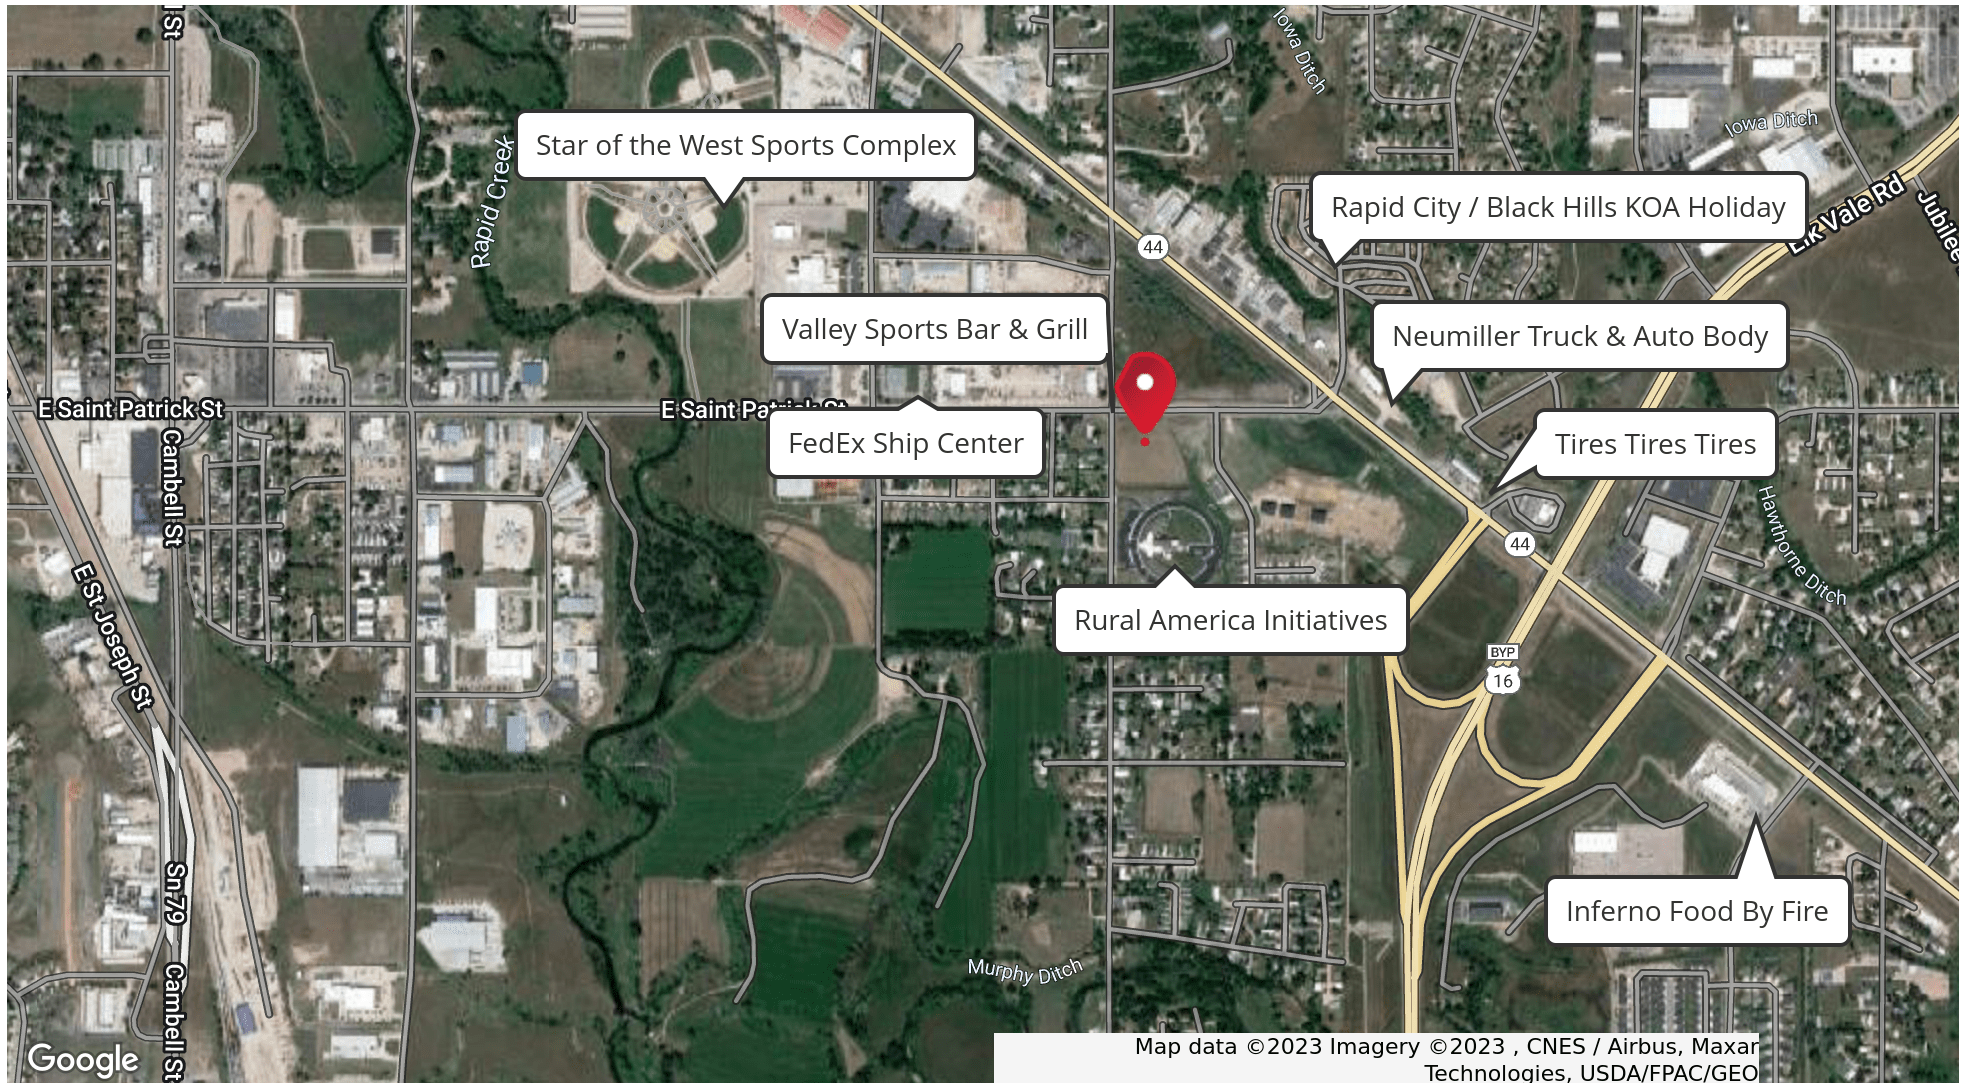 l St
Iowa Ditch
Iowa Ditch
Star of the West Sports Complex
Rapid Creek
Rapid City / Black Hills KOA Holiday
Elk Vale Rd
Jubilee
44
Valley Sports Bar & Grill
Neumiller Truck & Auto Body
E Saint Patrick St
E Saint Patrick St
FedEx Ship Center
Tires Tires Tires
Cambell St
Hawthorne Ditch
44
E St Joseph St
Rural America Initiatives
BYP
16
Sn-79
Inferno Food By Fire
Murphy Ditch
Cambell St
Google
Map data ©2023 Imagery ©2023 , CNES / Airbus, Maxar
Technologies, USDA/FPAC/GEO